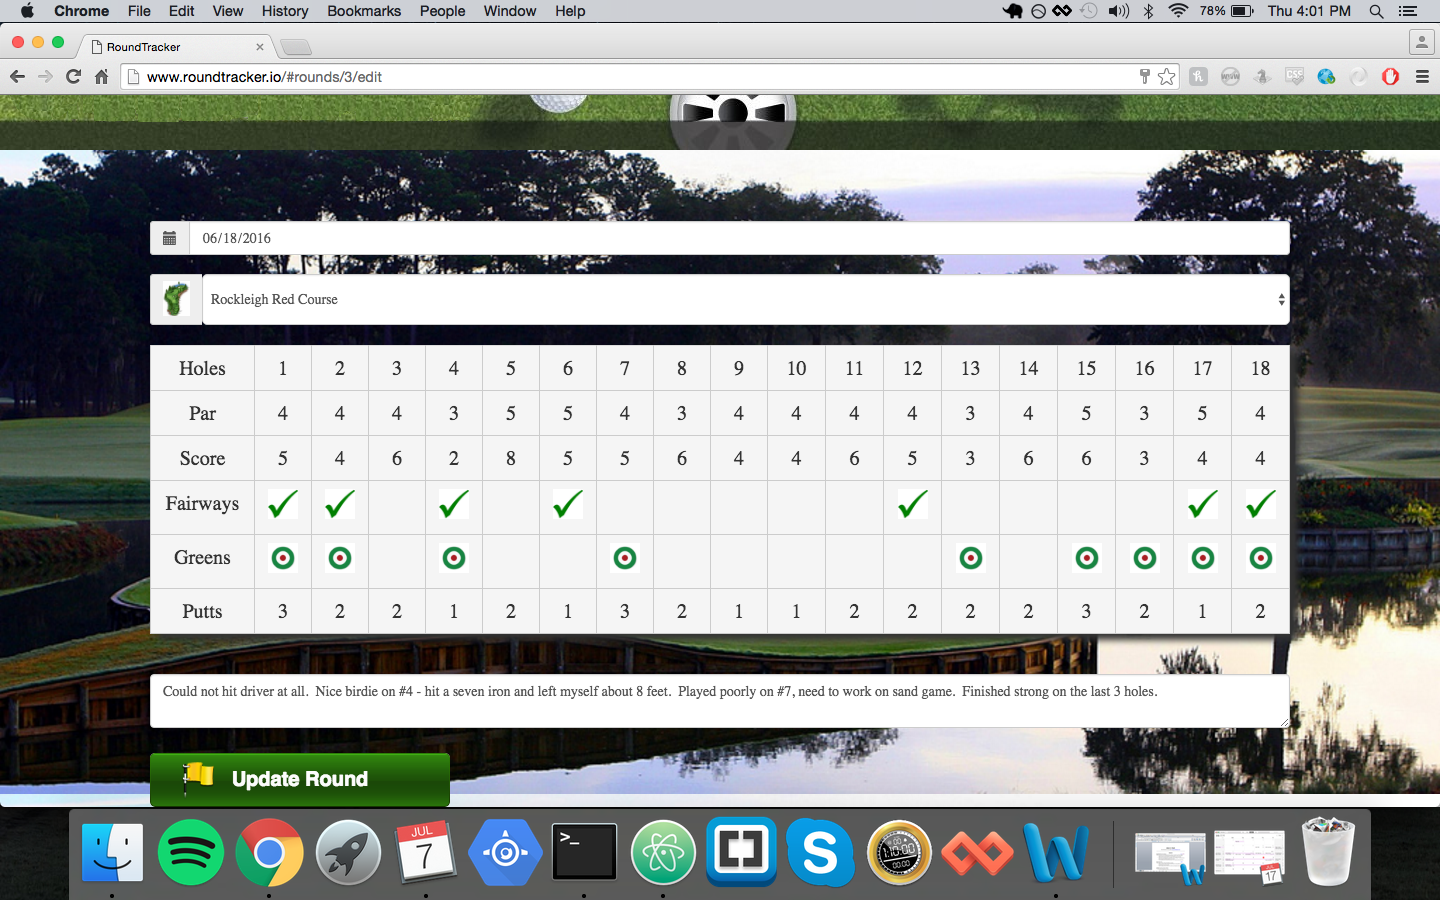 Chrome File Edit View History Bookmarks People Window Help 78% Thu 4:01 PM
RoundTracker
www.roundtracker.io/#rounds/3/edit
06/18/2016
Rockleigh Red Course
Holes 1 2 3 4 5 6 7 8 9 10 11 12 13 14 15 16 17 18
Par 4 4 4 3 5 5 4 3 4 4 4 4 3 4 5 3 5 4
Score 5 4 6 2 8 5 5 6 4 4 6 5 3 6 6 3 4 4
Fairways
Greens
Putts 3 2 2 1 2 1 3 2 1 1 2 2 2 2 3 2 1 2
Could not hit driver at all. Nice birdie on #4 - hit a seven iron and left myself about 8 feet. Played poorly on #7, need to work on sand game. Finished strong on the last 3 holes.
Update Round
JUL
7
>_
S
1:10:00
00:00
W
17